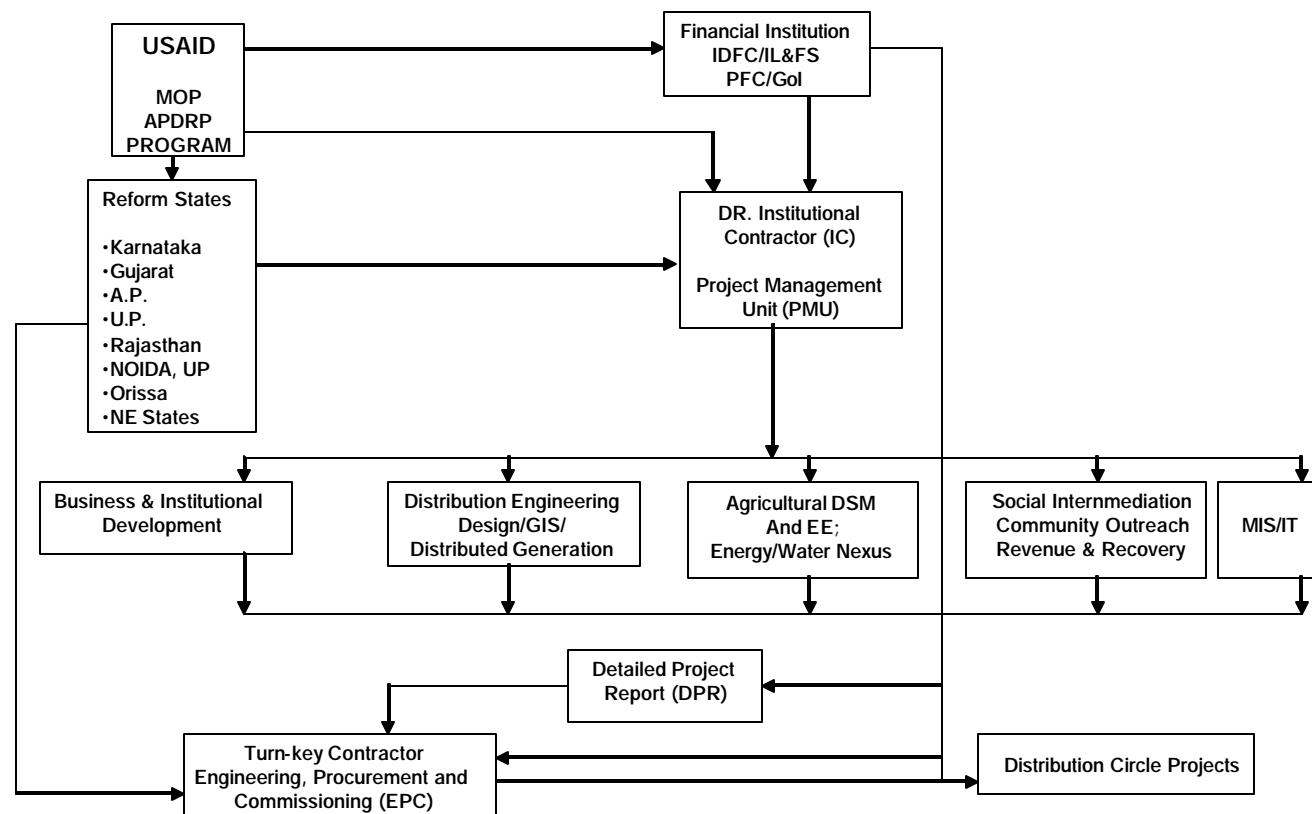 USAID
MOP
APDRP
PROGRAM
Financial Institution
IDFC/IL&FS
PFC/GoI
Reform States
•Karnataka
•Gujarat
•A.P.
•U.P.
•Rajasthan
•NOIDA, UP
•Orissa
•NE States
DR. Institutional
Contractor (IC)
Project Management
Unit (PMU)
Business & Institutional
Development
Distribution Engineering
Design/GIS/
Distributed Generation
Agricultural DSM
And EE;
Energy/Water Nexus
Social Internmediation
Community Outreach
Revenue & Recovery
MIS/IT
Detailed Project
Report (DPR)
Turn-key Contractor
Engineering, Procurement and
Commissioning (EPC)
Distribution Circle Projects